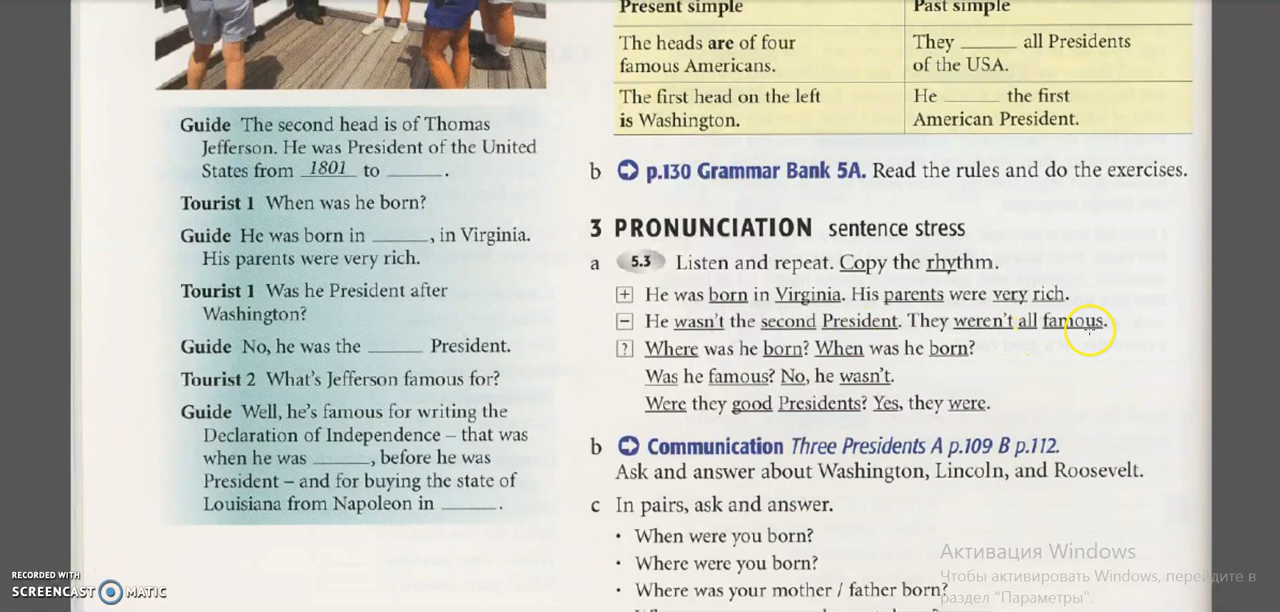 Present simple
Past simple
The heads are of four
famous Americans.
They ______ all Presidents
of the USA.
The first head on the left
is Washington.
He ______ the first
American President.
Guide The second head is of Thomas
Jefferson. He was President of the United
States from 1801 to ______.
Tourist 1 When was he born?
Guide He was born in ______, in Virginia.
His parents were very rich.
Tourist 1 Was he President after
Washington?
Guide No, he was the ______ President.
Tourist 2 What's Jefferson famous for?
Guide Well, he's famous for writing the
Declaration of Independence – that was
when he was ______, before he was
President – and for buying the state of
Louisiana from Napoleon in ______.
b p.130 Grammar Bank 5A. Read the rules and do the exercises.
3 PRONUNCIATION sentence stress
a 5.3 Listen and repeat. Copy the rhythm.
+ He was born in Virginia. His parents were very rich.
– He wasn't the second President. They weren't all famous.
? Where was he born? When was he born?
Was he famous? No, he wasn't.
Were they good Presidents? Yes, they were.
b Communication Three Presidents A p.109 B p.112.
Ask and answer about Washington, Lincoln, and Roosevelt.
c In pairs, ask and answer.
• When were you born?
• Where were you born?
• Where was your mother / father born?
Активация Windows
Чтобы активировать Windows, перейдите в
раздел "Параметры".
RECORDED WITH
SCREENCAST MATIC